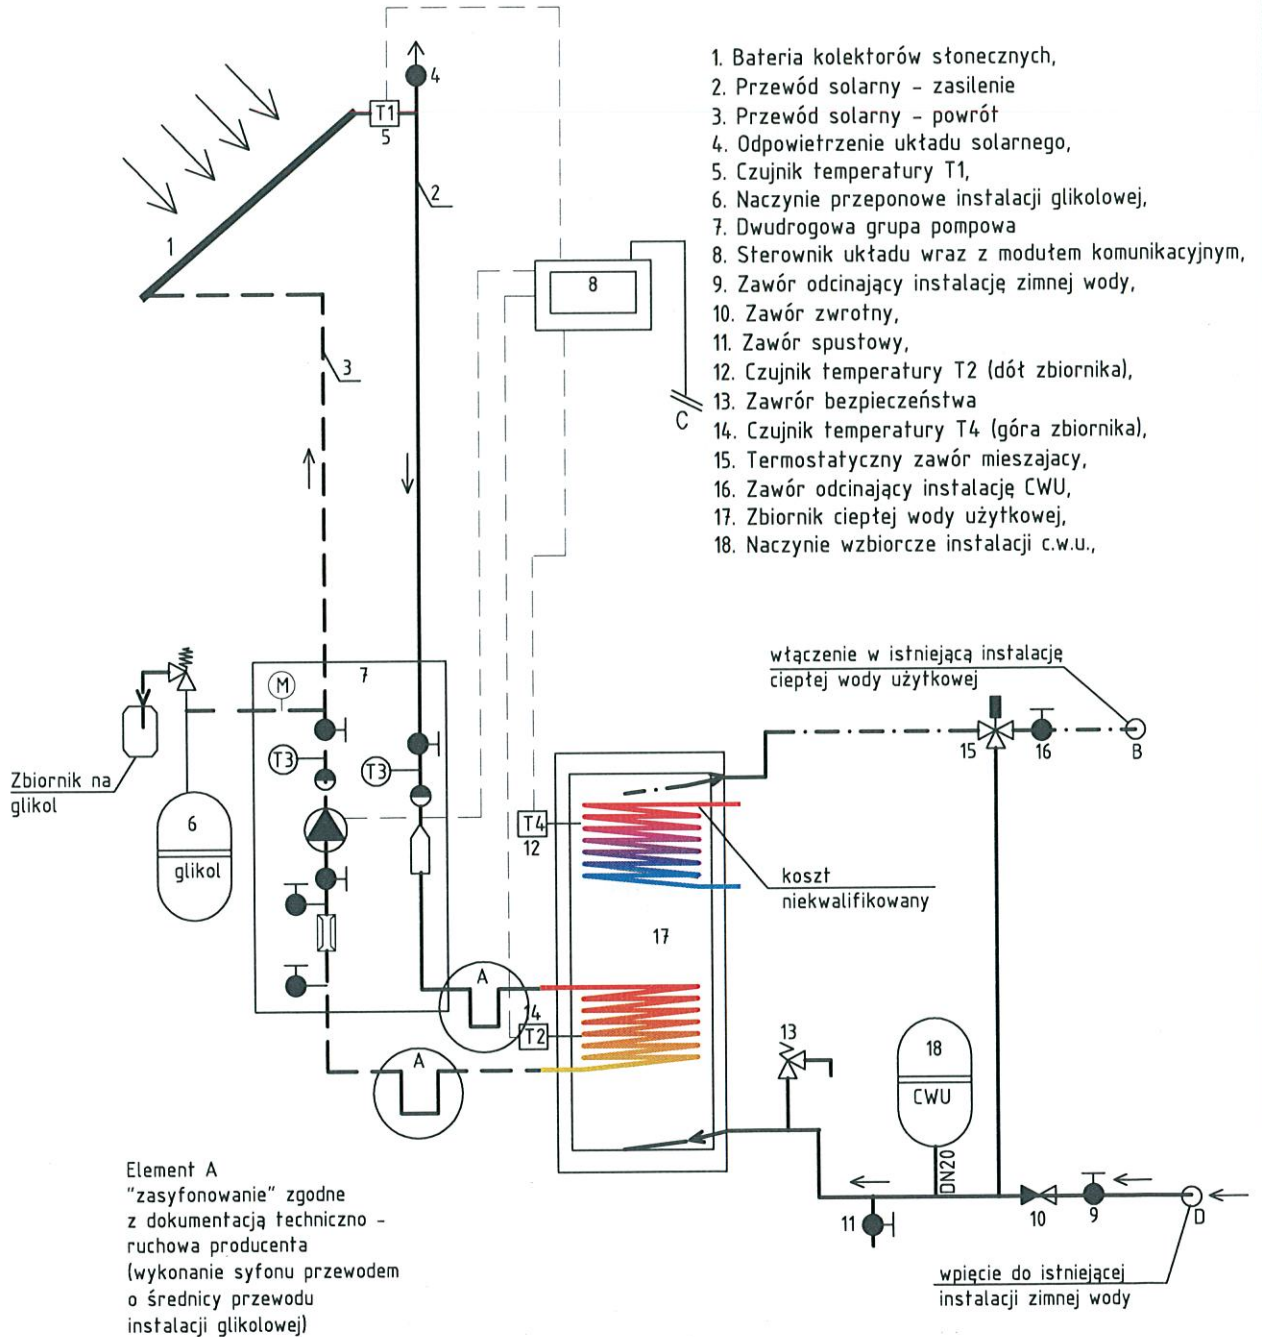 T1
5
4
2
1
3
8
C
1. Bateria kolektorów słonecznych,
2. Przewód solarny - zasilenie
3. Przewód solarny - powrót
4. Odpowietrzenie układu solarnego,
5. Czujnik temperatury T1,
6. Naczynie przeponowe instalacji glikolowej,
7. Dwudrogowa grupa pompowa
8. Sterownik układu wraz z modułem komunikacyjnym,
9. Zawór odcinający instalację zimnej wody,
10. Zawór zwrotny,
11. Zawór spustowy,
12. Czujnik temperatury T2 (dół zbiornika),
13. Zawrór bezpieczeństwa
14. Czujnik temperatury T4 (góra zbiornika),
15. Termostatyczny zawór mieszajacy,
16. Zawór odcinający instalację CWU,
17. Zbiornik ciepłej wody użytkowej,
18. Naczynie wzbiorcze instalacji c.w.u.,
włączenie w istniejącą instalację
ciepłej wody użytkowej
7
M
T3
T3
Zbiornik na
glikol
6
glikol
15
16
B
T4
12
koszt
niekwalifikowany
17
A
14
T2
A
13
18
CWU
DN20
11
10
9
D
wpięcie do istniejącej
instalacji zimnej wody
Element A
"zasyfonowanie" zgodne
z dokumentacją techniczno -
ruchowa producenta
(wykonanie syfonu przewodem
o średnicy przewodu
instalacji glikolowej)